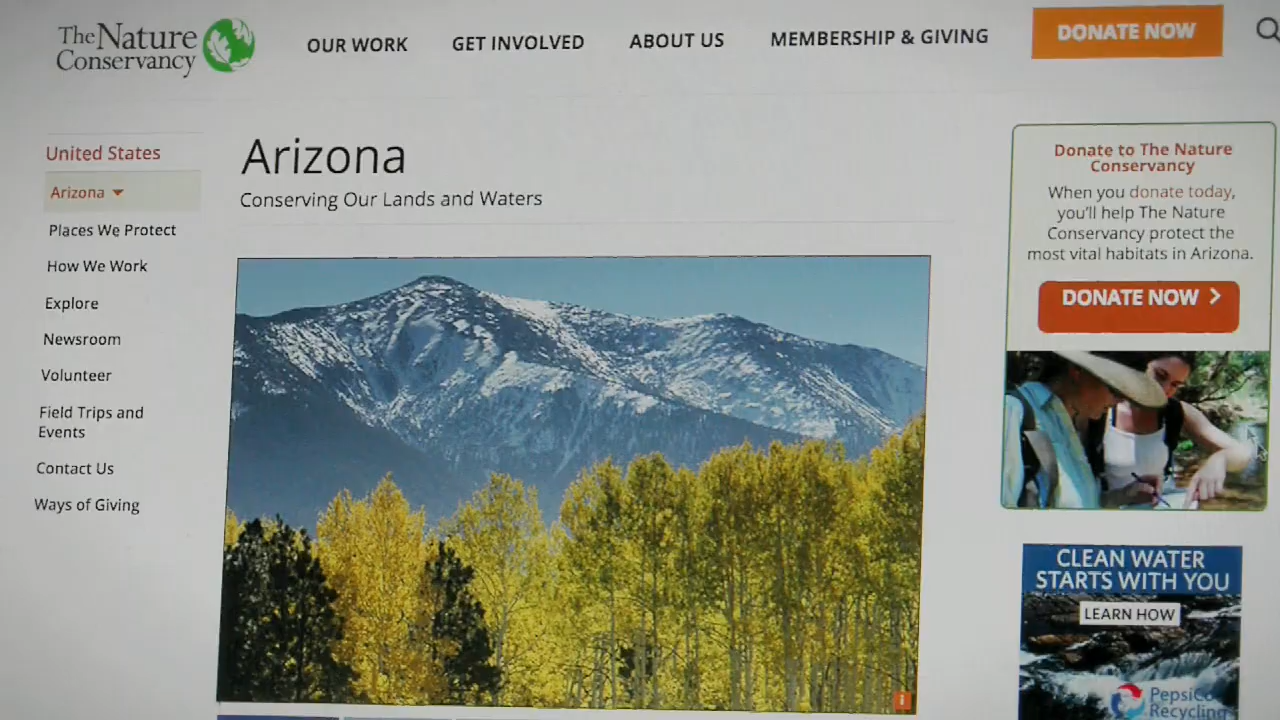 The Nature
Conservancy
OUR WORK
GET INVOLVED
ABOUT US
MEMBERSHIP & GIVING
DONATE NOW
United States
Arizona
Places We Protect
How We Work
Explore
Newsroom
Volunteer
Field Trips and
Events
Contact Us
Ways of Giving
Arizona
Conserving Our Lands and Waters
i
Donate to The Nature
Conservancy
When you donate today,
you'll help The Nature
Conservancy protect the
most vital habitats in Arizona.
DONATE NOW >
CLEAN WATER
STARTS WITH YOU
LEARN HOW
PepsiCo
Recycling